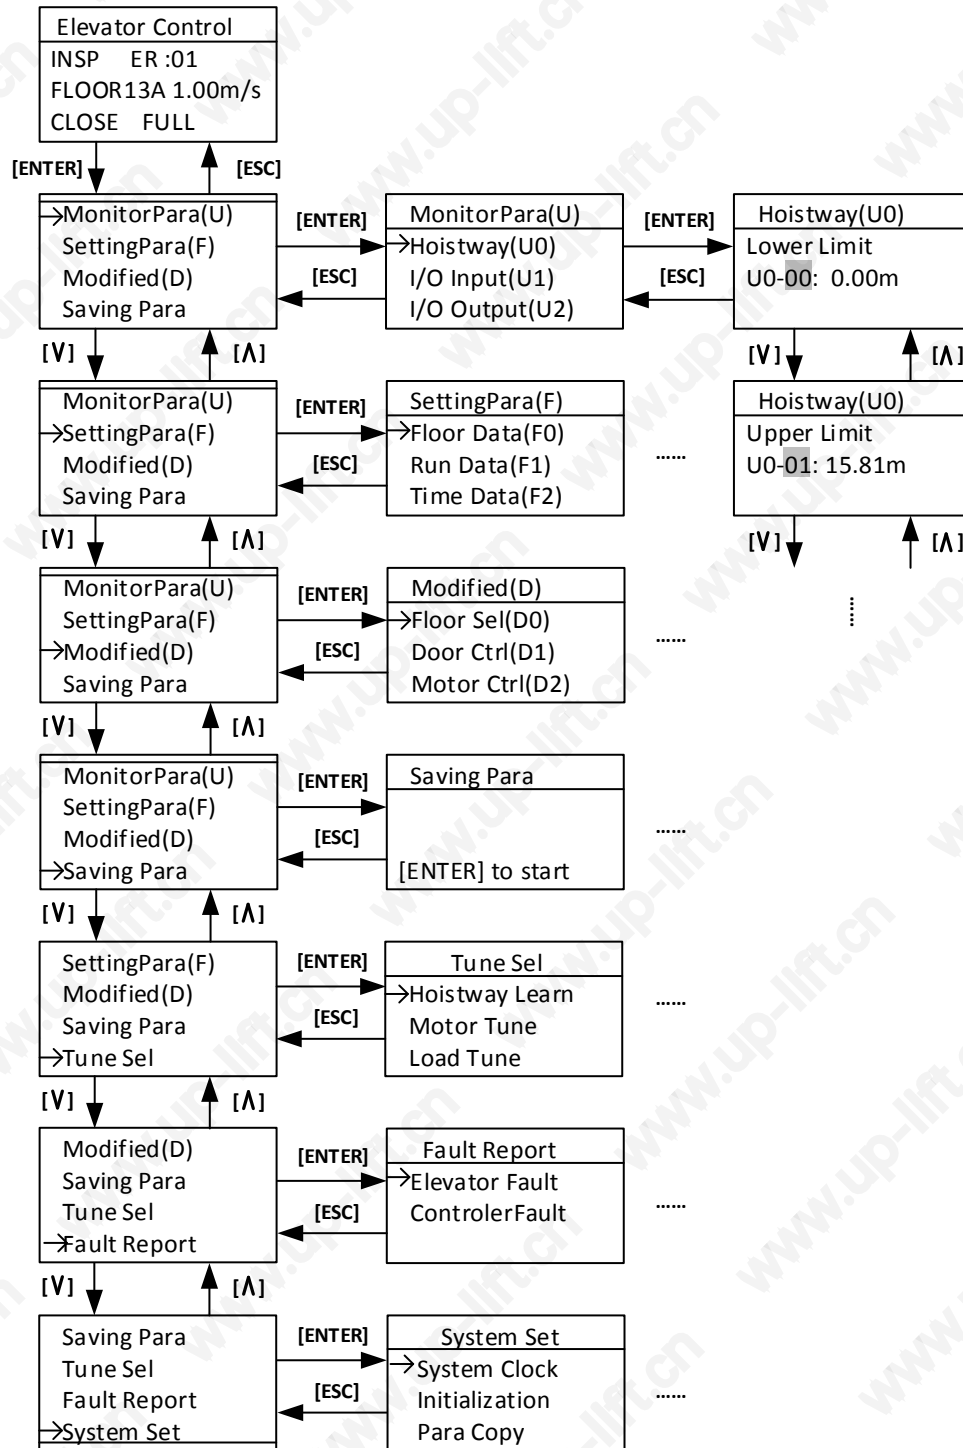 Elevator Control
INSP ER :01
FLOOR13A 1.00m/s
CLOSE FULL
[ENTER] [ESC]
→MonitorPara(U)
SettingPara(F)
Modified(D)
Saving Para
[ENTER]
[ESC]
MonitorPara(U)
→Hoistway(U0)
I/O Input(U1)
I/O Output(U2)
[ENTER]
[ESC]
Hoistway(U0)
Lower Limit
U0-00: 0.00m
[V] [Λ]
[V] [Λ]
MonitorPara(U)
→SettingPara(F)
Modified(D)
Saving Para
[ENTER]
[ESC]
SettingPara(F)
→Floor Data(F0)
Run Data(F1)
Time Data(F2)
......
Hoistway(U0)
Upper Limit
U0-01: 15.81m
[V] [Λ]
[V] [Λ]
MonitorPara(U)
SettingPara(F)
→Modified(D)
Saving Para
[ENTER]
[ESC]
Modified(D)
→Floor Sel(D0)
Door Ctrl(D1)
Motor Ctrl(D2)
......
......
[V] [Λ]
MonitorPara(U)
SettingPara(F)
Modified(D)
→Saving Para
[ENTER]
[ESC]
Saving Para
[ENTER] to start
......
[V] [Λ]
SettingPara(F)
Modified(D)
Saving Para
→Tune Sel
[ENTER]
[ESC]
Tune Sel
→Hoistway Learn
Motor Tune
Load Tune
......
[V] [Λ]
Modified(D)
Saving Para
Tune Sel
→Fault Report
[ENTER]
[ESC]
Fault Report
→Elevator Fault
ControlerFault
......
[V] [Λ]
Saving Para
Tune Sel
Fault Report
→System Set
[ENTER]
[ESC]
System Set
→System Clock
Initialization
Para Copy
......
www.up-lift.cn